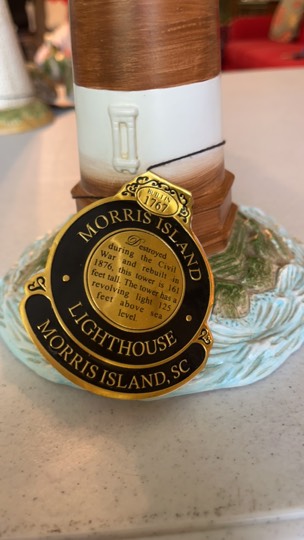 BUILT IN
1767
MORRIS ISLAND
Destroyed
during the Civil
War and rebuilt in
1876, this tower is 161
feet tall. The tower has a
revolving light 125
feet above sea
level.
LIGHTHOUSE
MORRIS ISLAND, SC